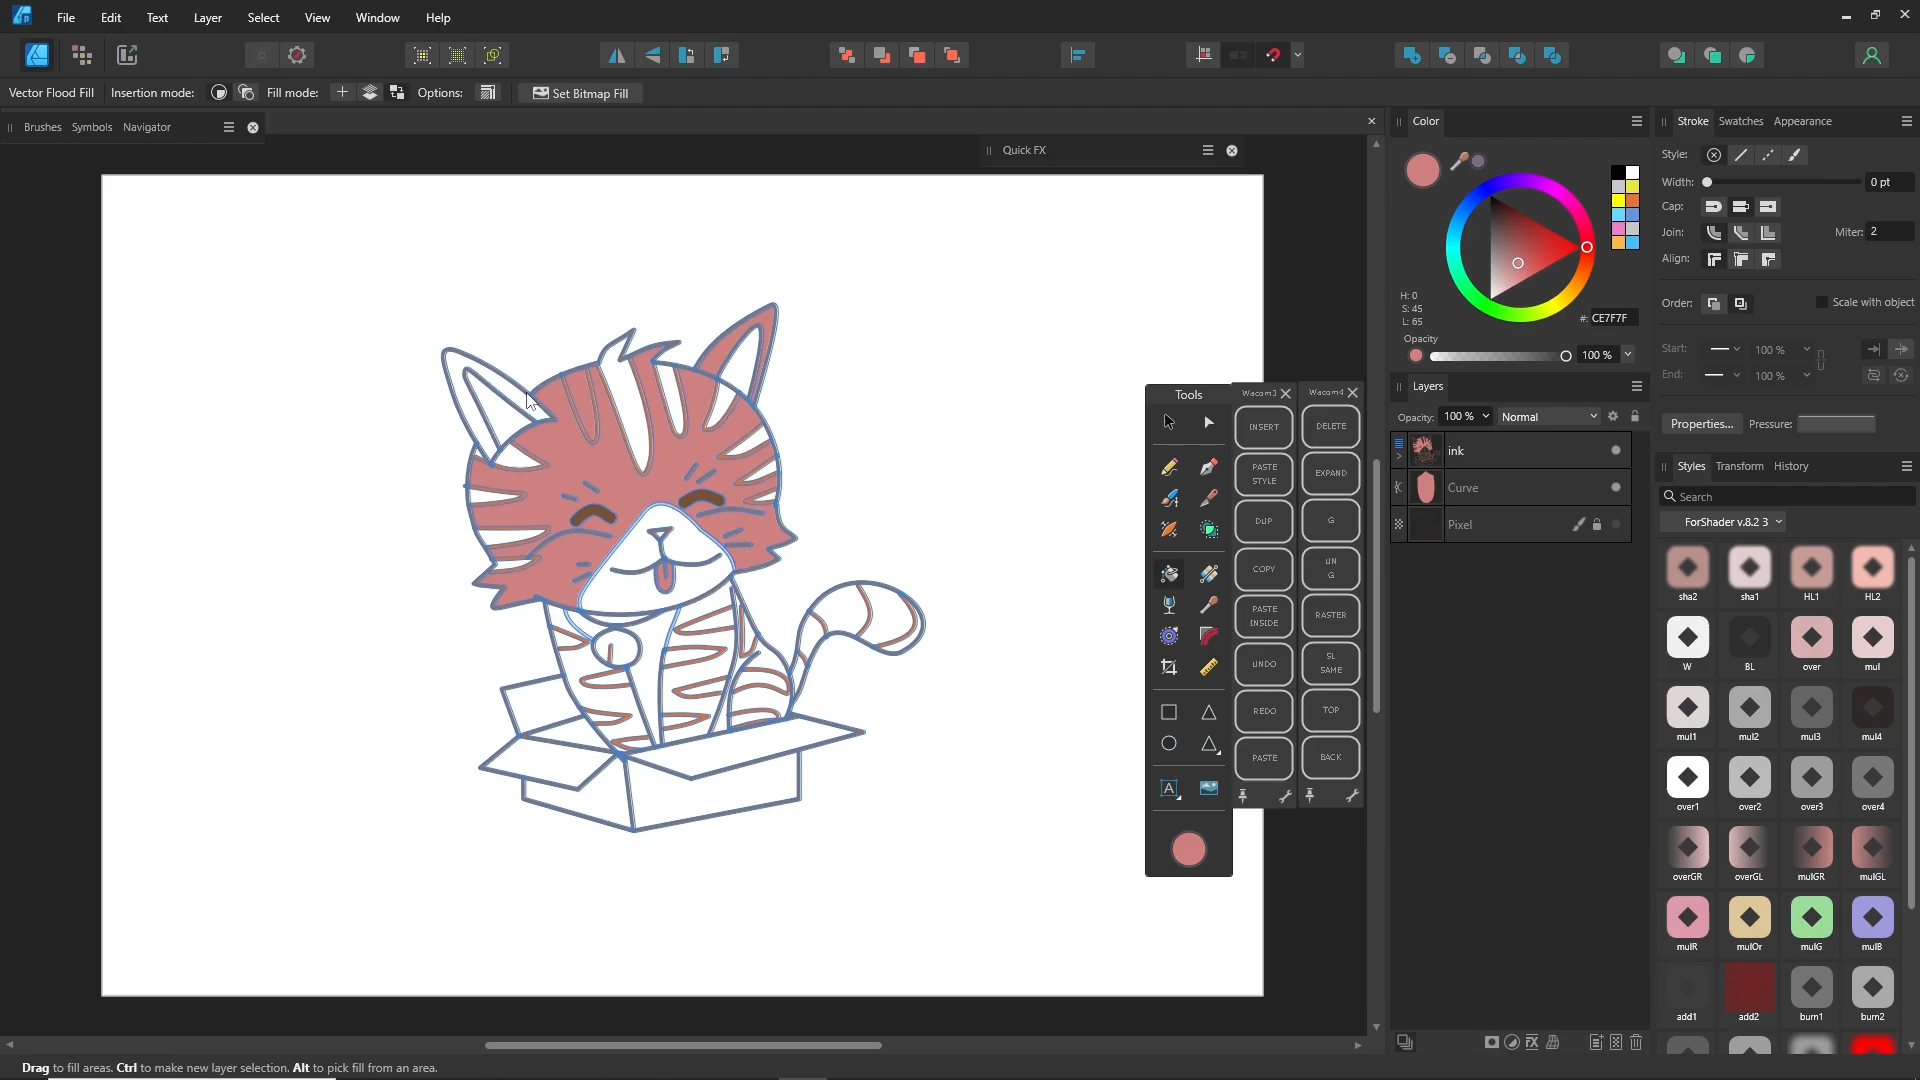 File Edit Text Layer Select View Window Help
Vector Flood Fill Insertion mode: Fill mode: Options: Set Bitmap Fill
Brushes Symbols Navigator
Quick FX
Color
H: 0
S: 45
L: 65
#: CE7F7F
Opacity
100 %
Layers
Opacity: 100 % Normal
ink
Curve
Pixel
Stroke Swatches Appearance
Style:
Width: 0 pt
Cap:
Join: Miter: 2
Align:
Order: Scale with object
Start: 100 %
End: 100 %
Properties... Pressure:
Styles Transform History
Search
ForShader v.8.2 3
sha2 sha1 HL1 HL2
W BL over mul
mul1 mul2 mul3 mul4
over1 over2 over3 over4
overGR overGL mulGR mulGL
mulR mulOr mulG mulB
add1 add2 burn1 burn2
Tools
A
Wacom4
INSERT DELETE
PASTE STYLE EXPAND
DUP G
COPY UN G
PASTE INSIDE RASTER
UNDO SL SAME
REDO TOP
PASTE BACK
Drag to fill areas. Ctrl to make new layer selection. Alt to pick fill from an area.